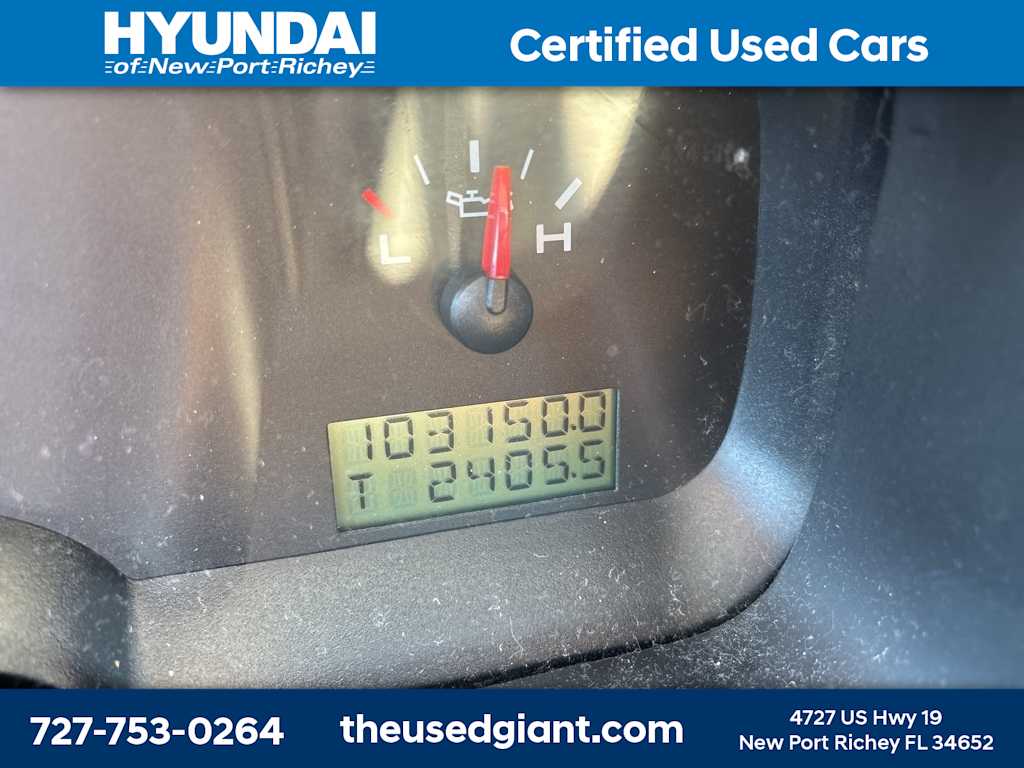 HYUNDAI
of New Port Richey
Certified Used Cars
L
H
103150.0
T 2405.5
727-753-0264
theusedgiant.com
4727 US Hwy 19
New Port Richey FL 34652